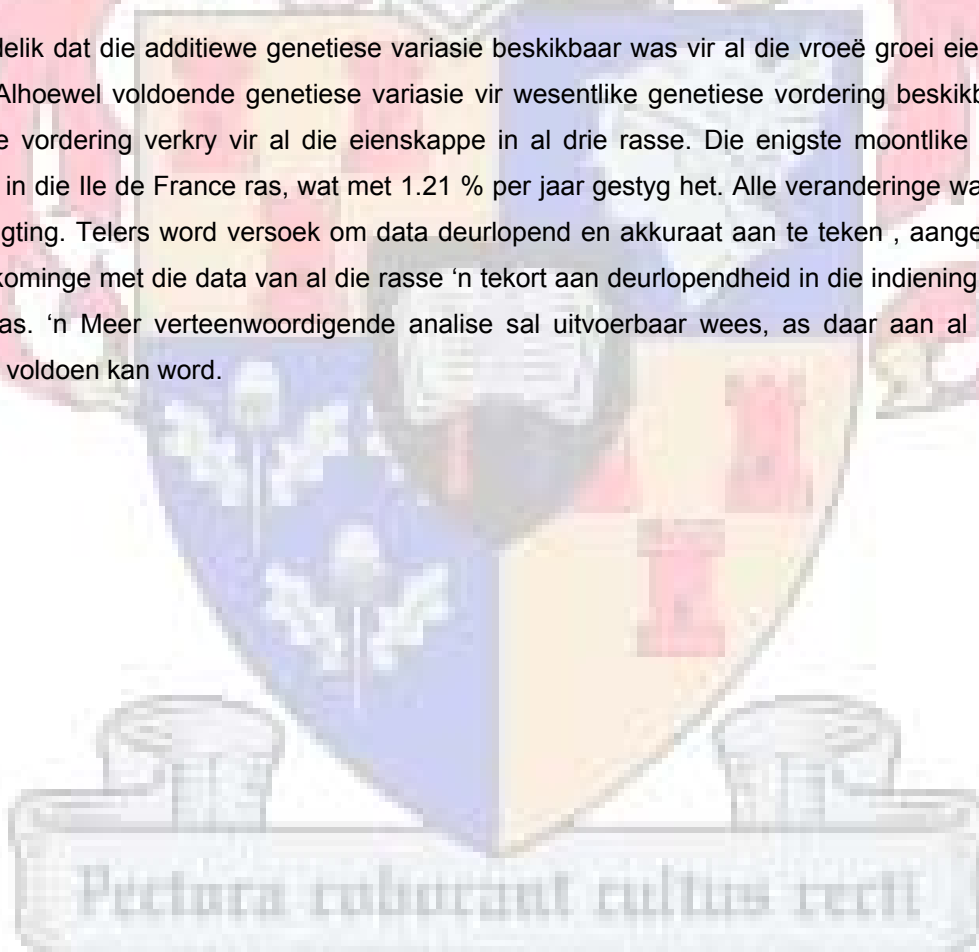 delik dat die additiewe genetiese variasie beskikbaar was vir al die vroeë groei eie
Alhoewel voldoende genetiese variasie vir wesentlike genetiese vordering beskikb
e vordering verkry vir al die eienskappe in al drie rasse. Die enigste moontlike
in die Ile de France ras, wat met 1.21 % per jaar gestyg het. Alle veranderinge wa
gting. Telers word versoek om data deurlopend en akkuraat aan te teken , aange
kominge met die data van al die rasse ‘n tekort aan deurlopendheid in die indiening
as. ‘n Meer verteenwoordigende analise sal uitvoerbaar wees, as daar aan al
voldoen kan word.
Pectora roborant cultus recti